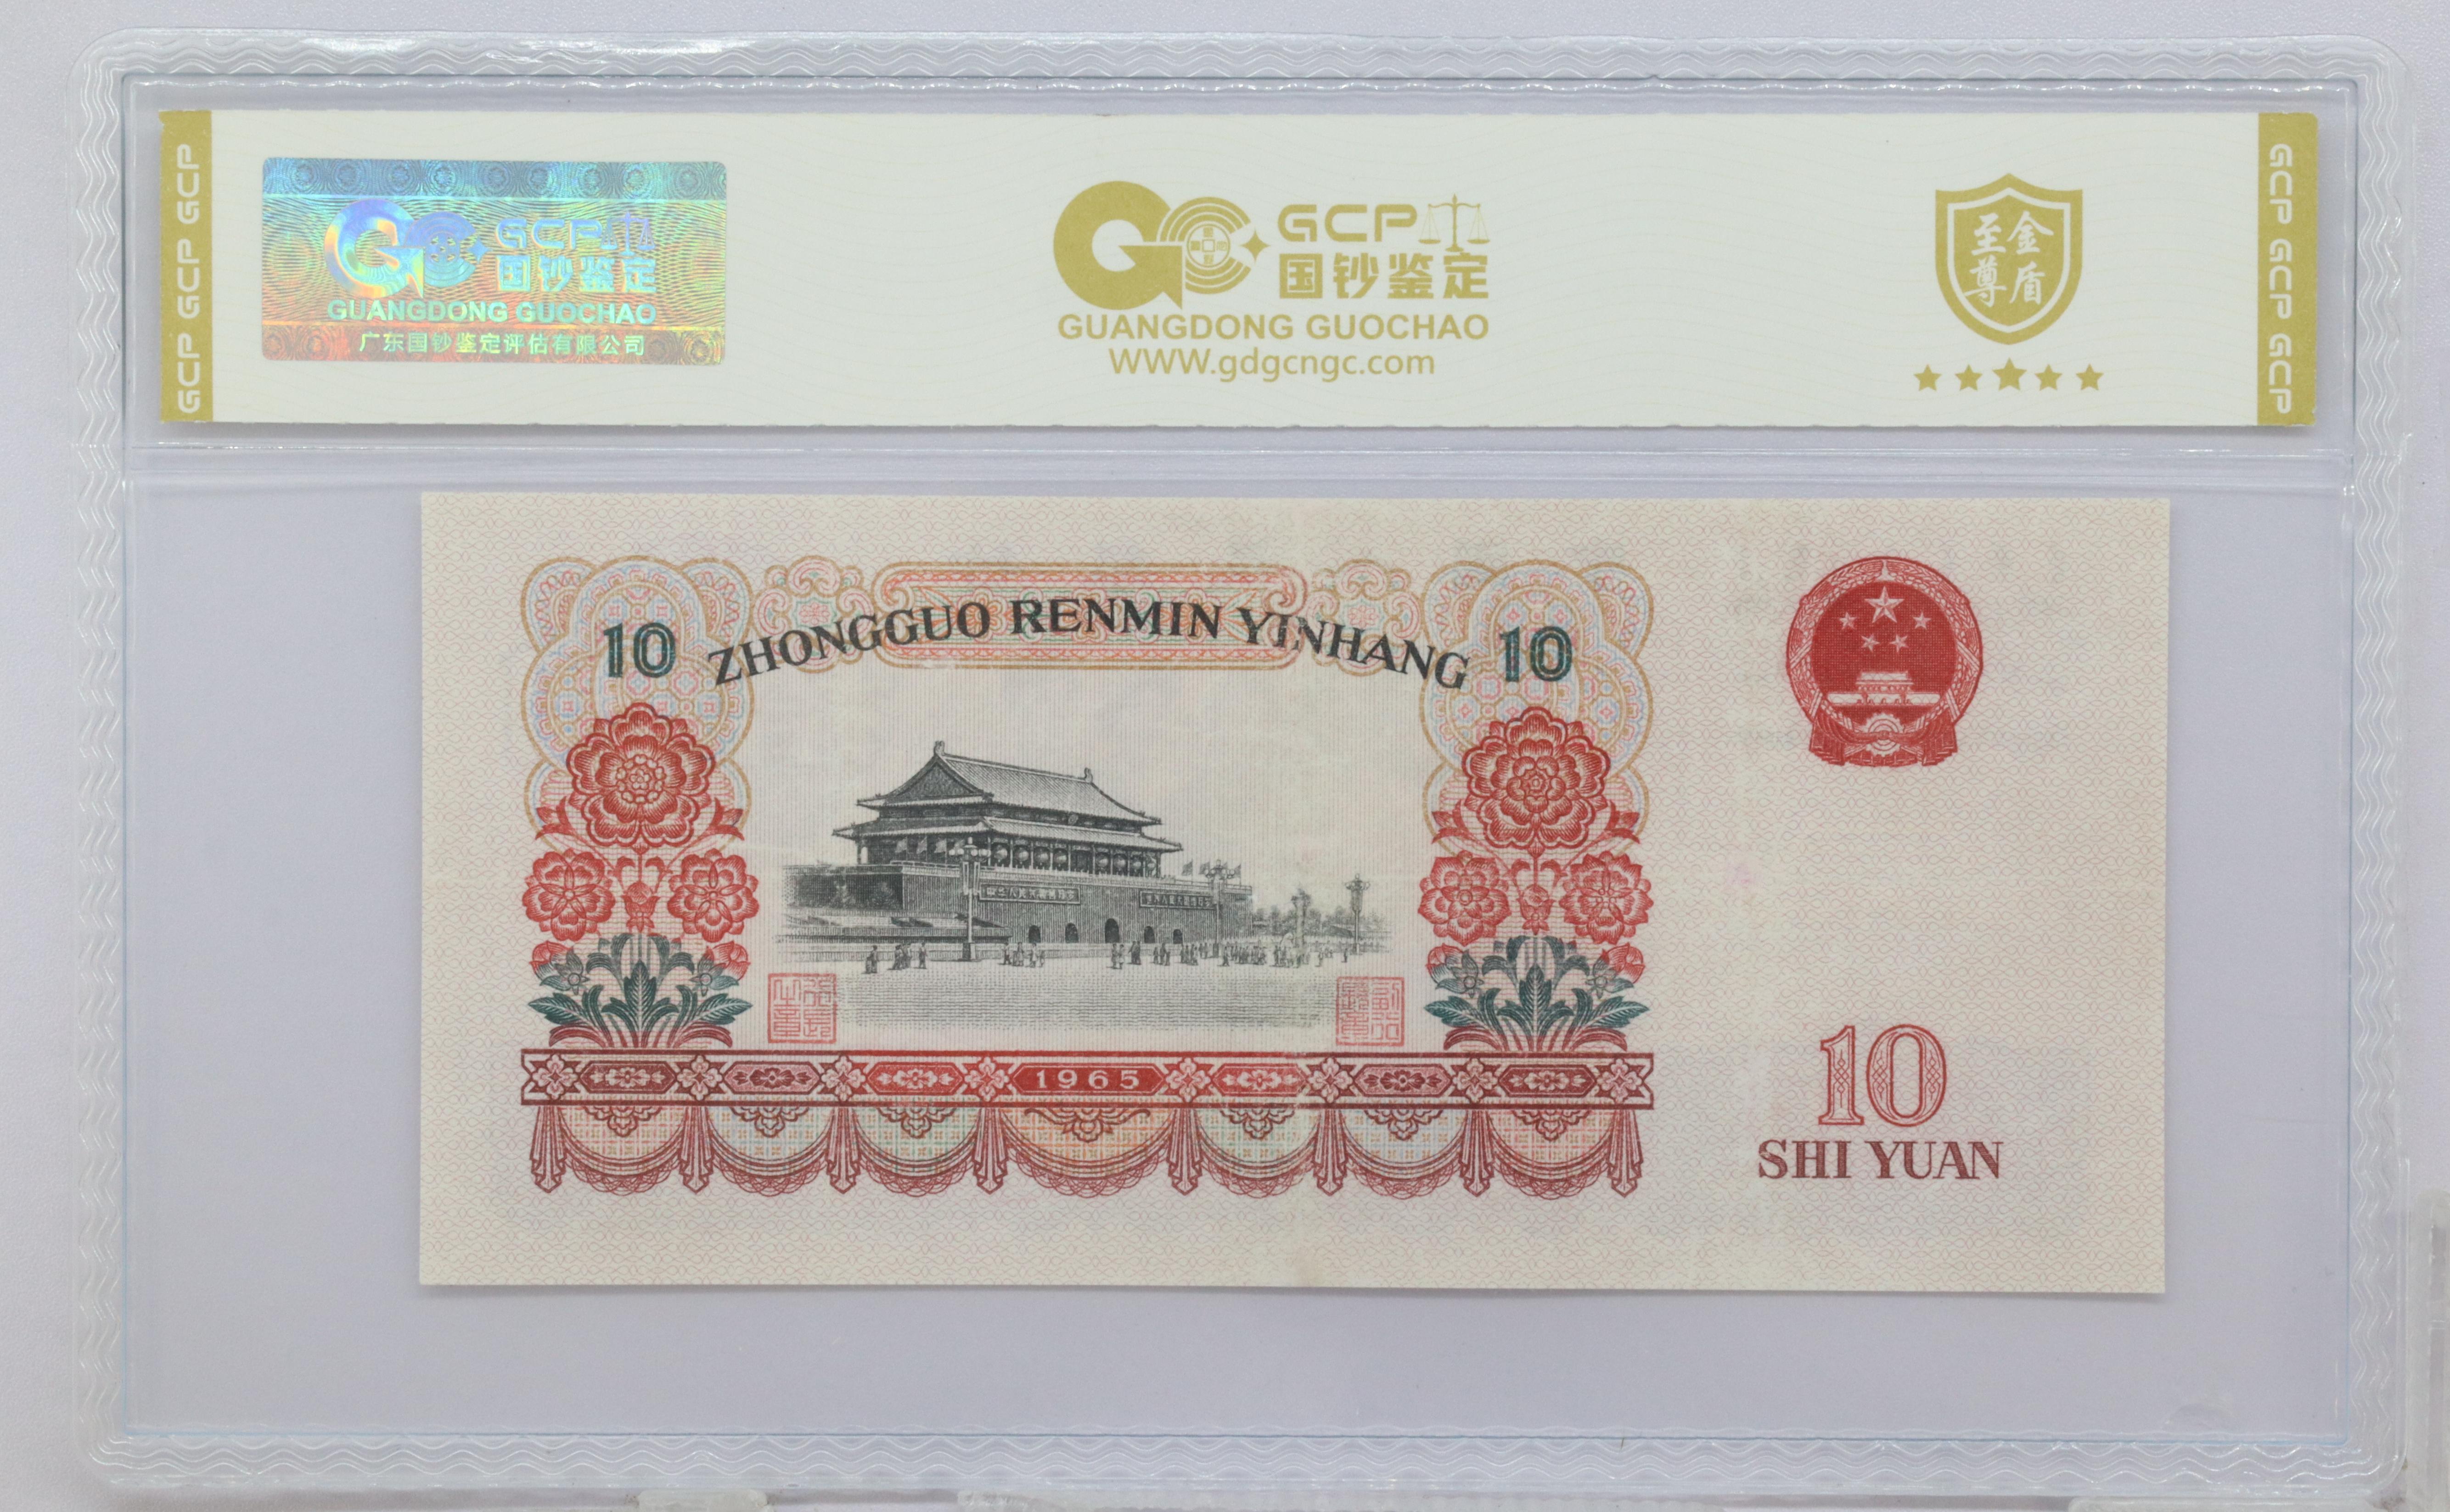 GCP GCP GCP
GCP 国钞鉴定
GUANGDONG GUOCHAO
广东国钞鉴定评估有限公司
GCP
国钞鉴定
GUANGDONG GUOCHAO
WWW.gdgcngc.com
至尊金盾
GCP GCP GCP
10 ZHONGGUO RENMIN YINHANG 10
1965
10
SHI YUAN